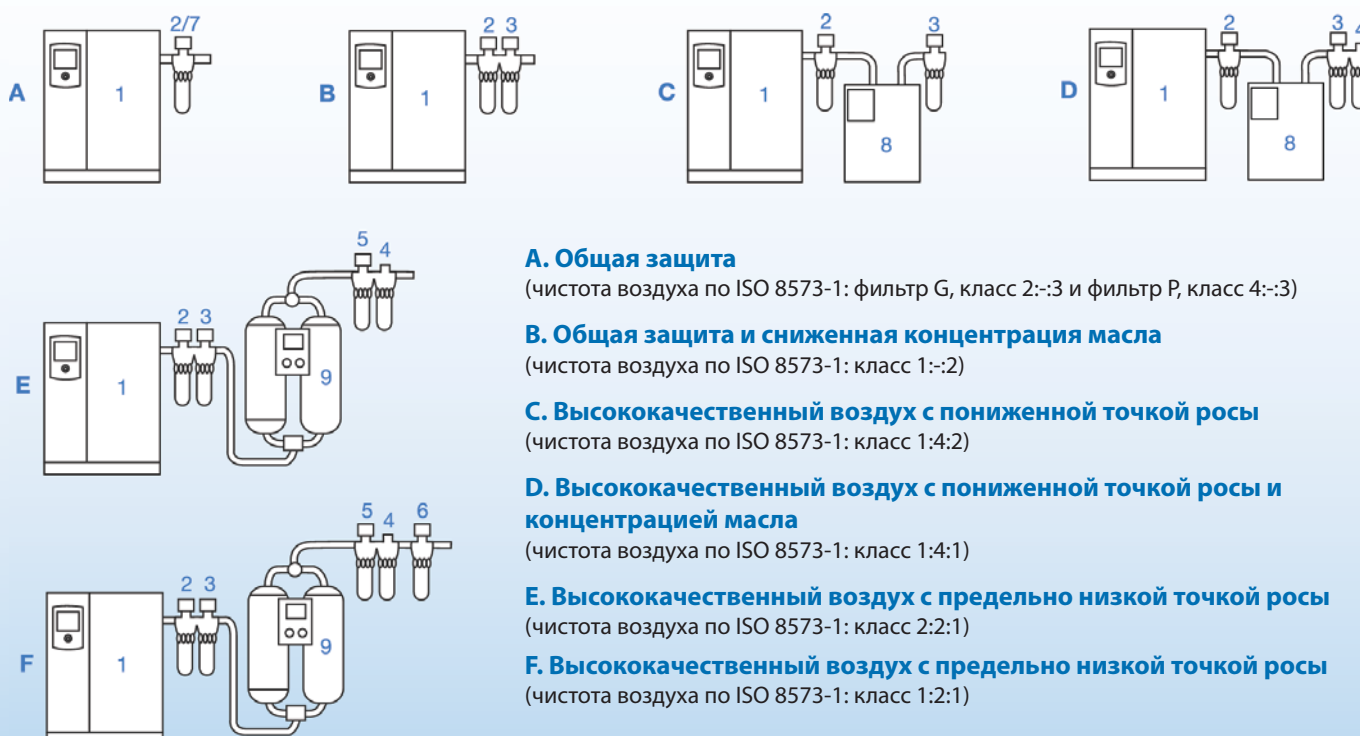 2/7
A
1
2 3
B
1
2
3
C
1
8
2
3 4
D
1
8
5 4
2 3
E
1
9
5 4 6
2 3
F
1
9
A. Общая защита
(чистота воздуха по ISO 8573-1: фильтр G, класс 2:-:3 и фильтр P, класс 4:-:3)
B. Общая защита и сниженная концентрация масла
(чистота воздуха по ISO 8573-1: класс 1:-:2)
C. Высококачественный воздух с пониженной точкой росы
(чистота воздуха по ISO 8573-1: класс 1:4:2)
D. Высококачественный воздух с пониженной точкой росы и
концентрацией масла
(чистота воздуха по ISO 8573-1: класс 1:4:1)
E. Высококачественный воздух с предельно низкой точкой росы
(чистота воздуха по ISO 8573-1: класс 2:2:1)
F. Высококачественный воздух с предельно низкой точкой росы
(чистота воздуха по ISO 8573-1: класс 1:2:1)